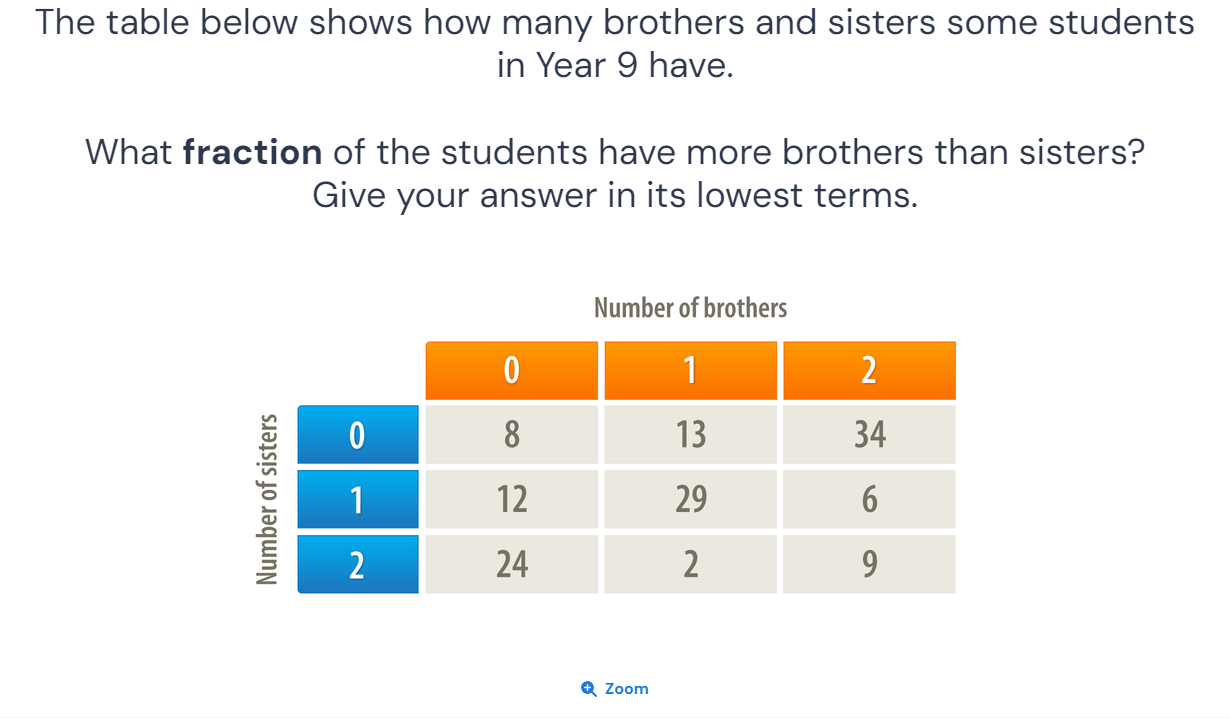 The table below shows how many brothers and sisters some students
in Year 9 have.
What fraction of the students have more brothers than sisters?
Give your answer in its lowest terms.
Number of brothers
0 1 2
Number of sisters
0 8 13 34
1 12 29 6
2 24 2 9
Zoom